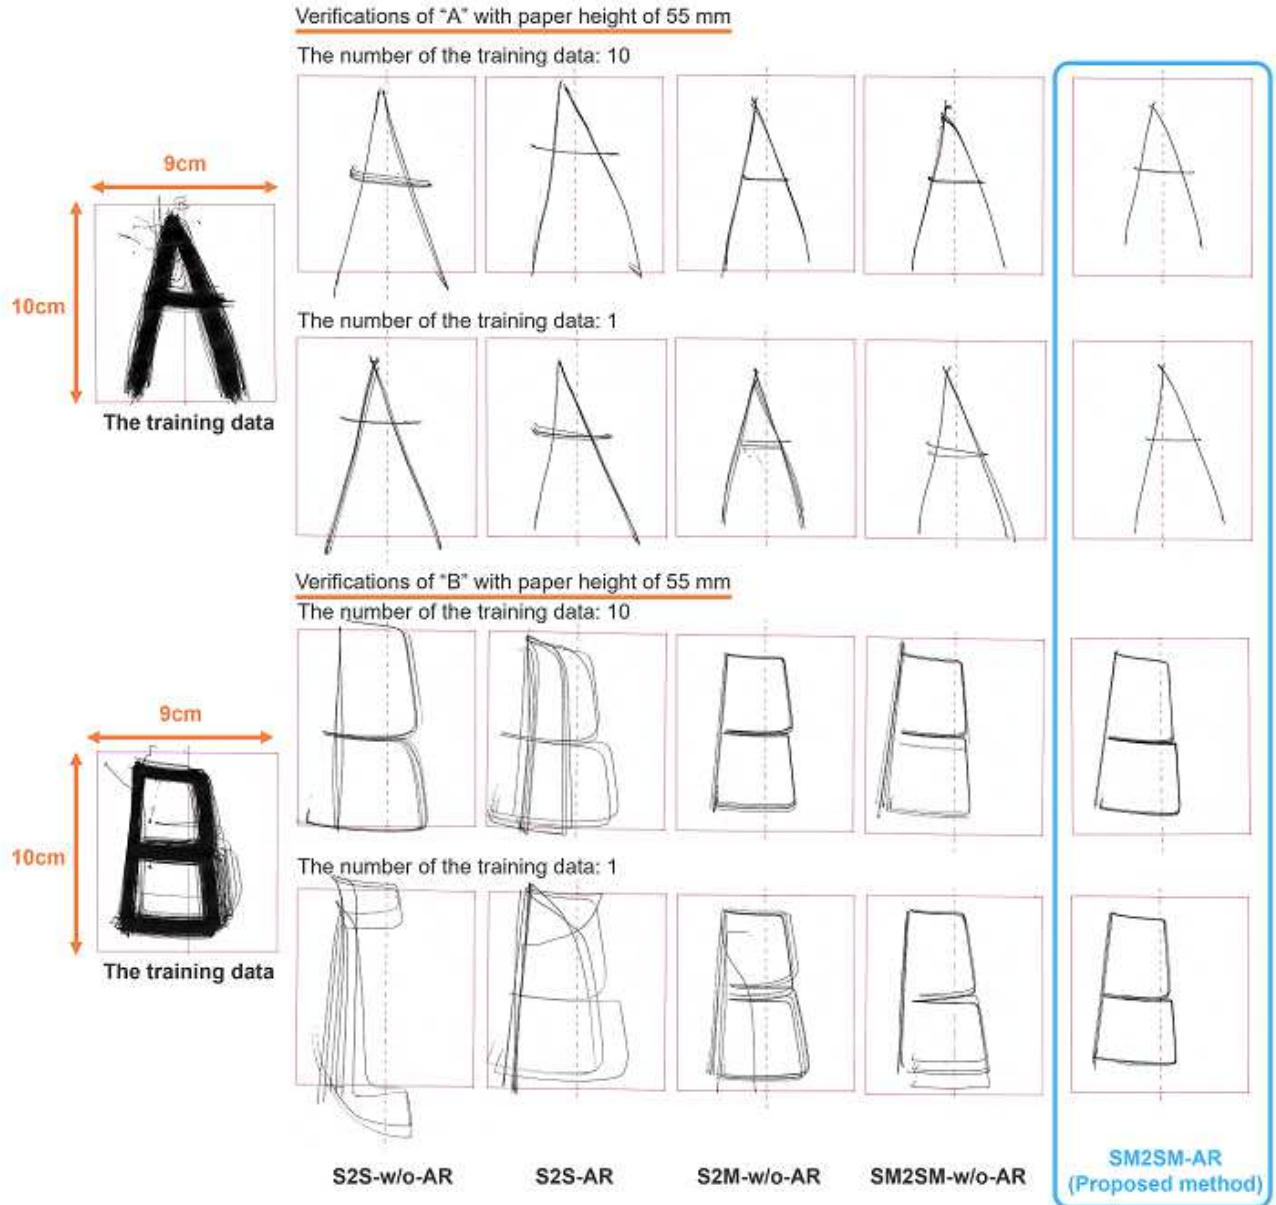 Verifications of “A” with paper height of 55 mm
The number of the training data: 10
9cm
10cm
The training data
The number of the training data: 1
Verifications of “B” with paper height of 55 mm
The number of the training data: 10
9cm
10cm
The training data
The number of the training data: 1
S2S-w/o-AR
S2S-AR
S2M-w/o-AR
SM2SM-w/o-AR
SM2SM-AR
(Proposed method)